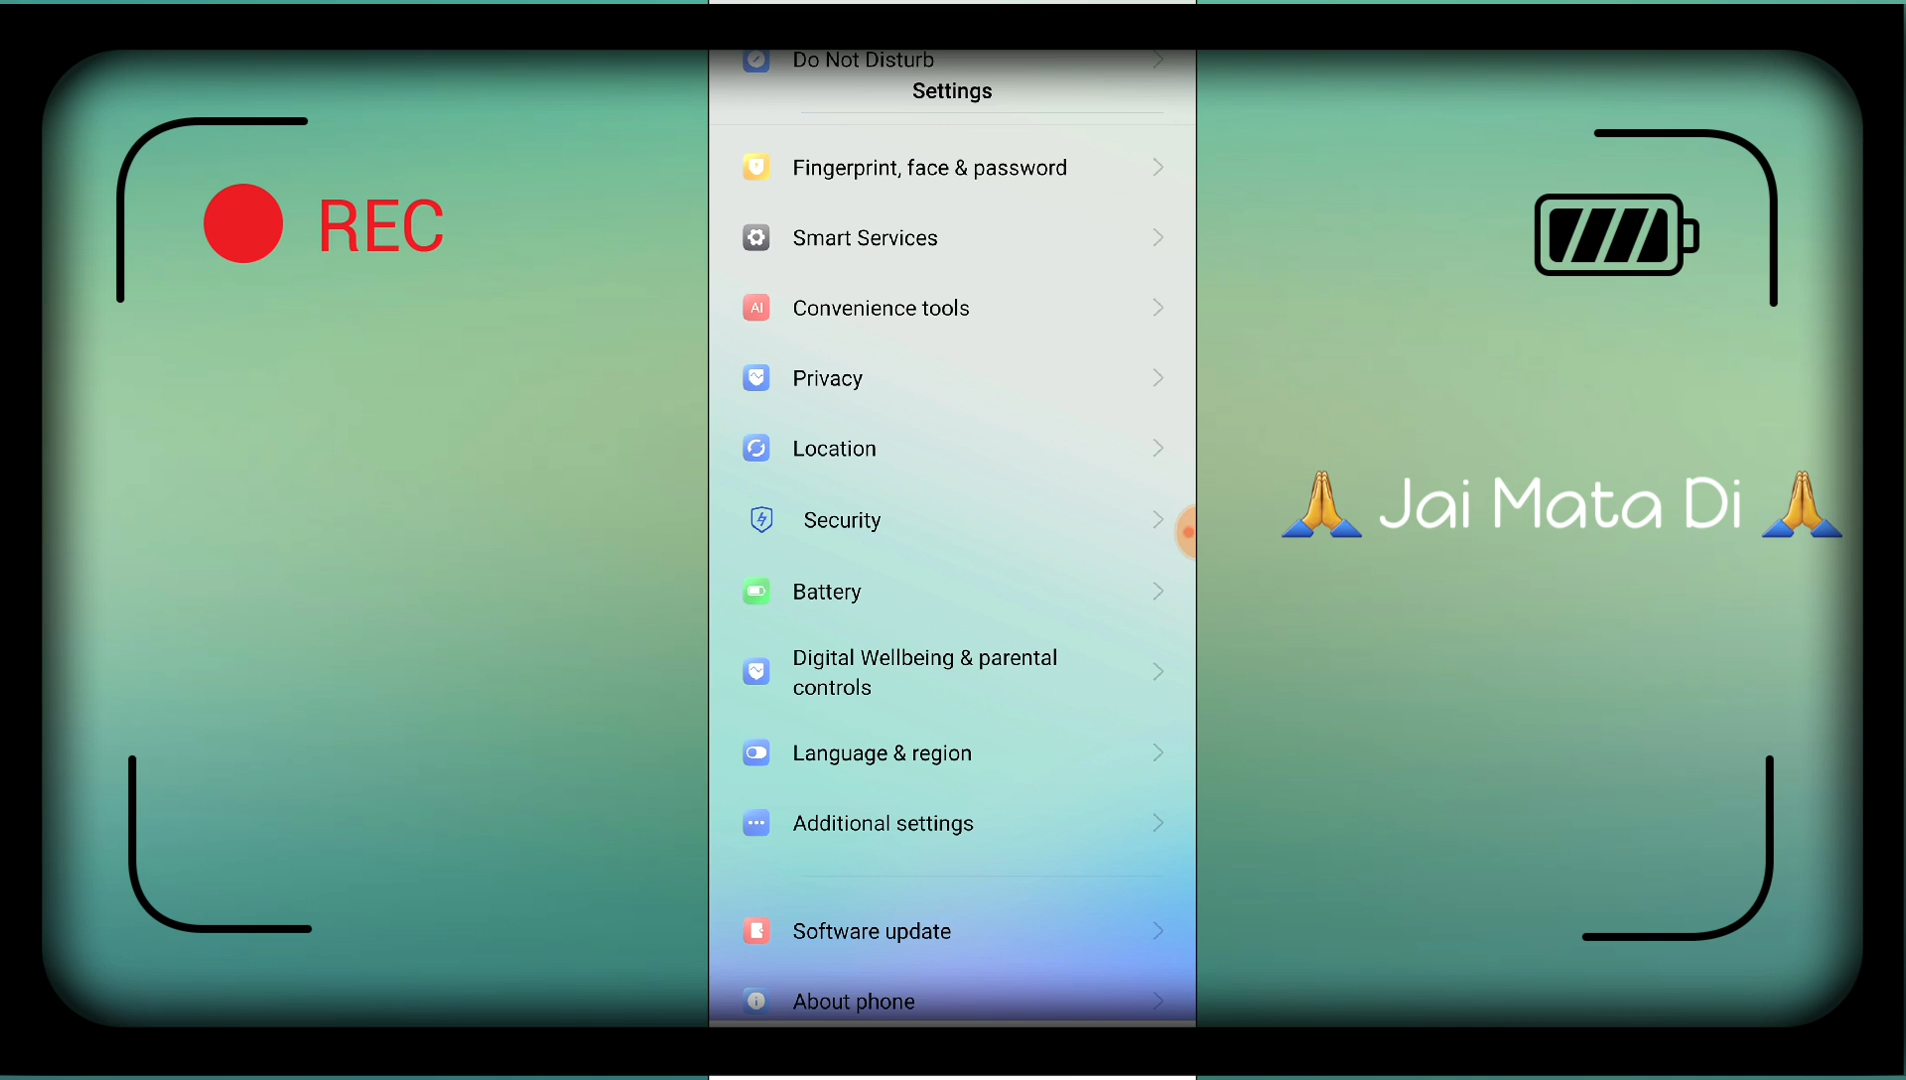 Do Not Disturb
Settings
REC
Fingerprint, face & password
Smart Services
AI
Convenience tools
Privacy
Location
🙏 Jai Mata Di 🙏
Security
Battery
Digital Wellbeing & parental
controls
Language & region
Additional settings
Software update
About phone